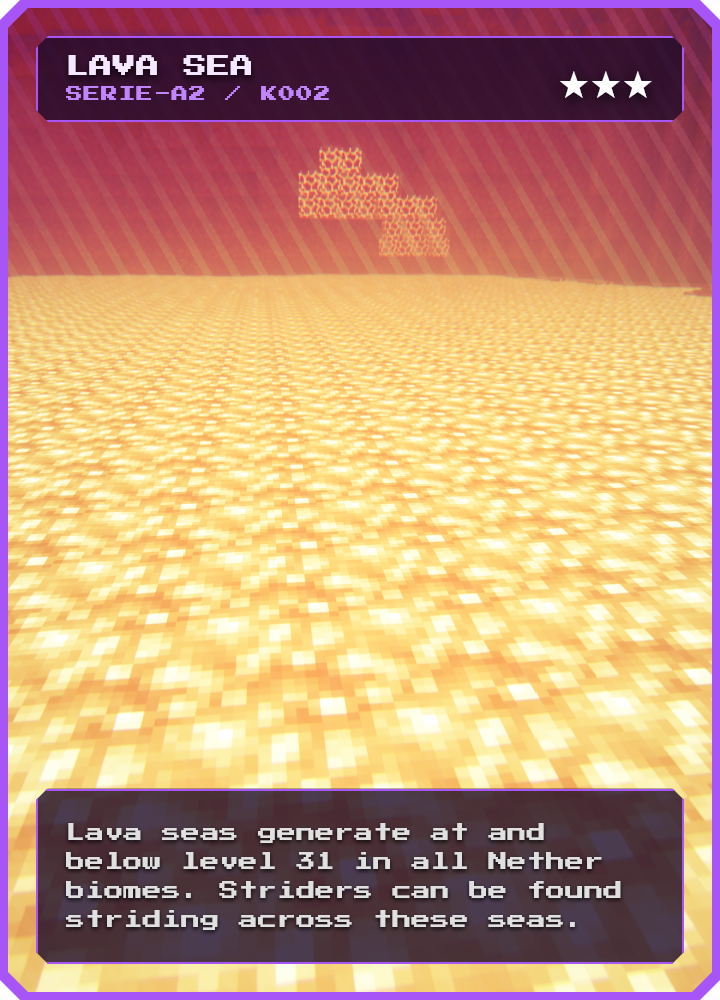 LAVA SEA
SERIE-A2 / K002
★★★
Lava seas generate at and
below level 31 in all Nether
biomes. Striders can be found
striding across these seas.